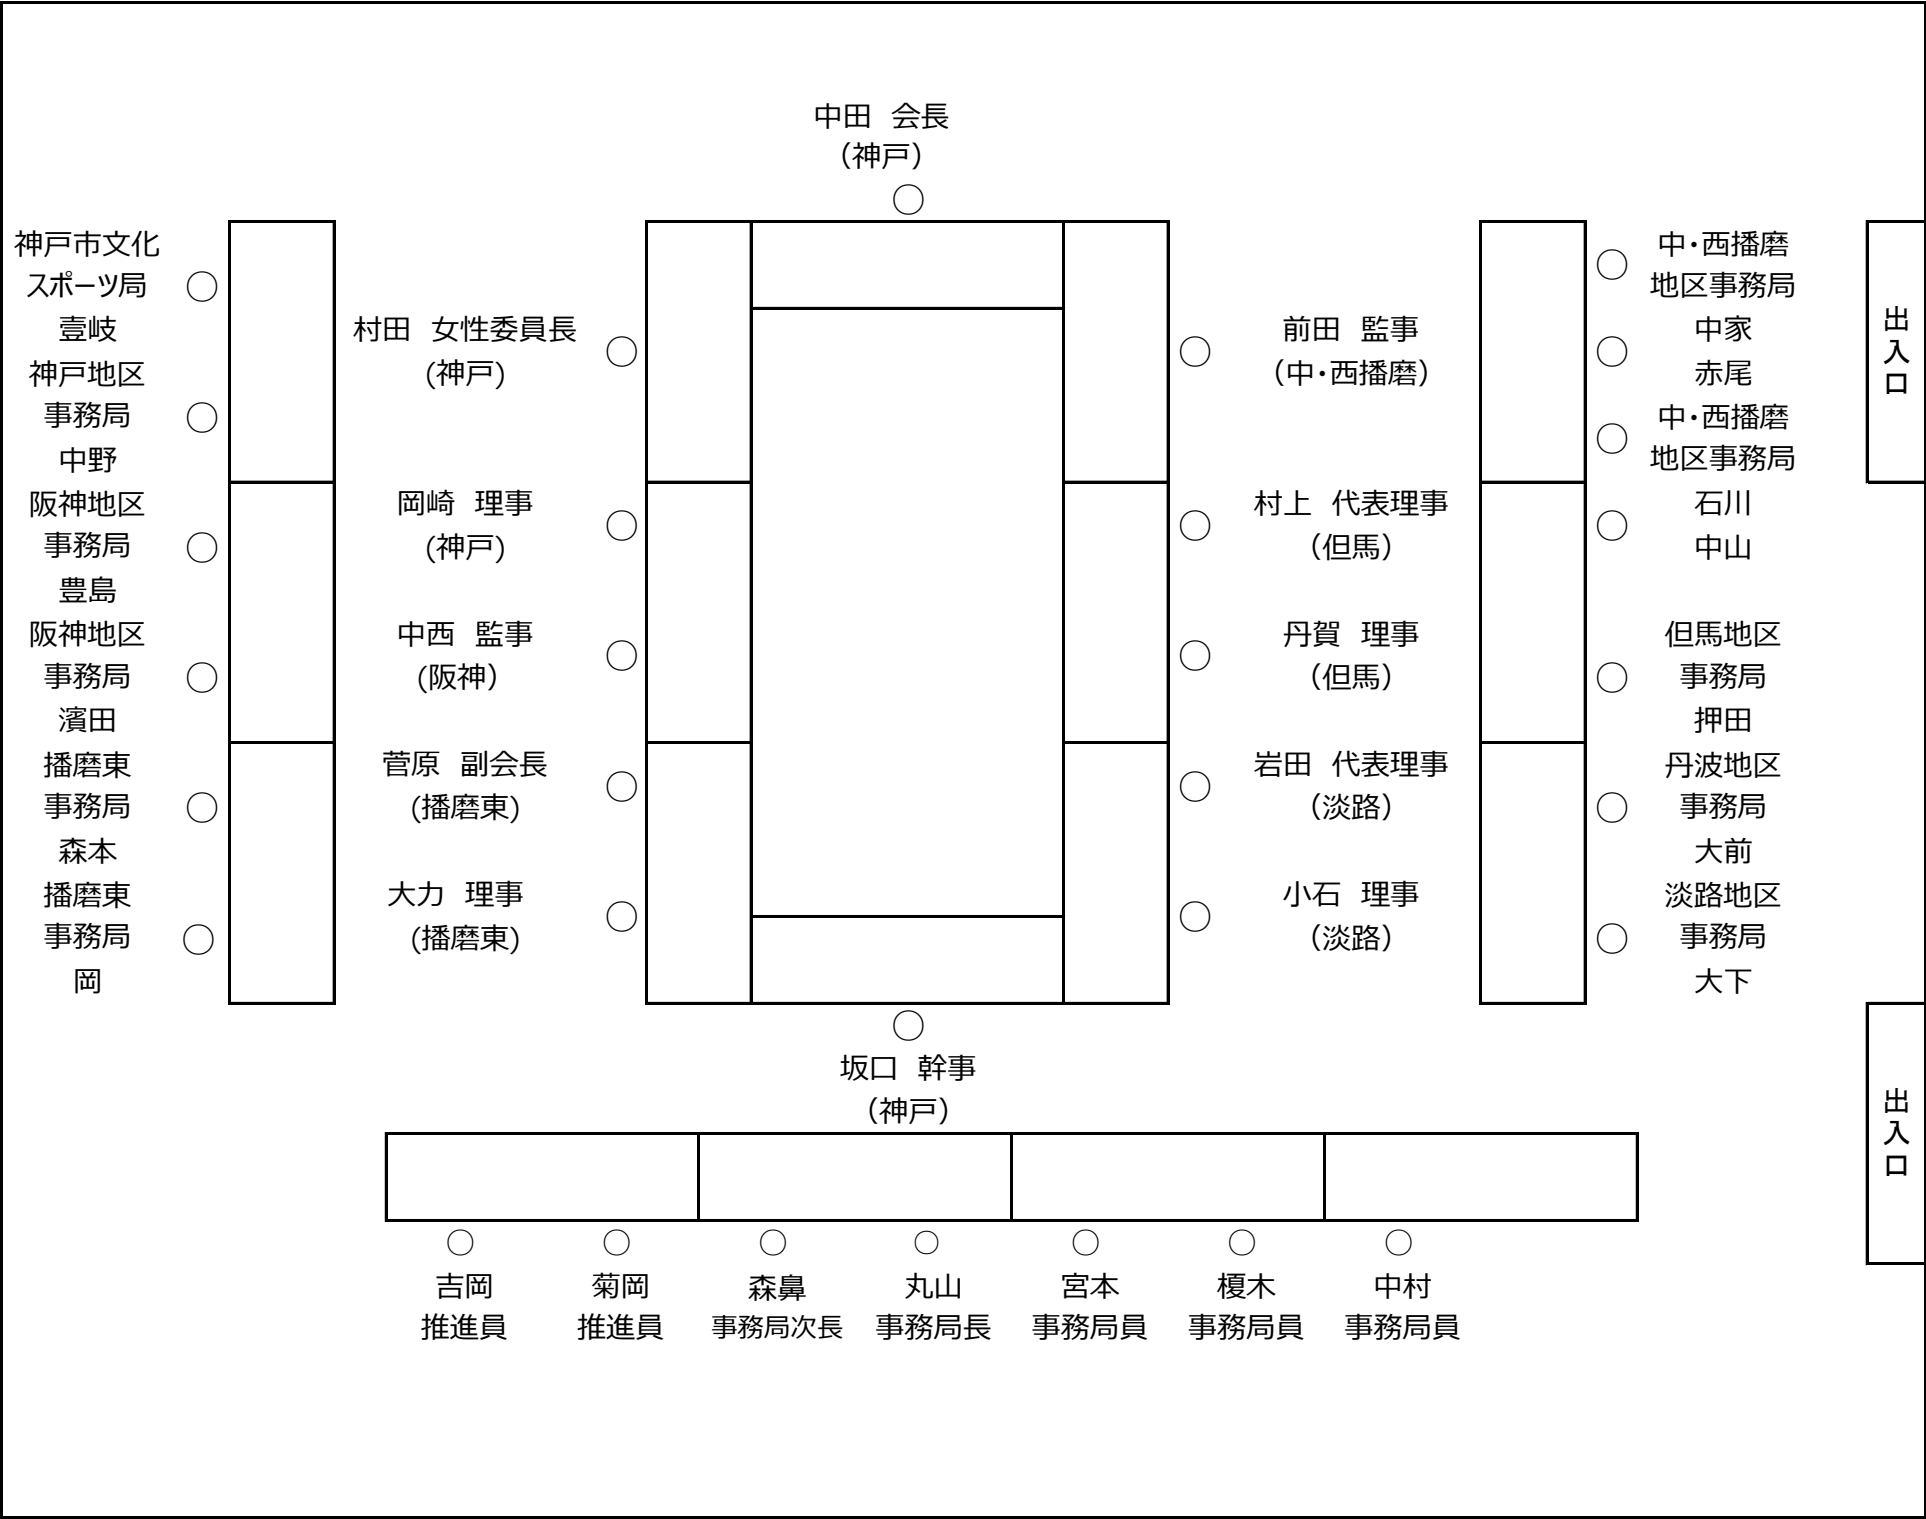 中田 会長
（神戸）
神戸市文化
スポーツ局
壹岐
神戸地区
事務局
中野
阪神地区
事務局
豊島
阪神地区
事務局
濱田
播磨東
事務局
森本
播磨東
事務局
岡
村田 女性委員長
(神戸)
岡崎 理事
(神戸)
中西 監事
(阪神）
菅原 副会長
(播磨東)
大力 理事
(播磨東)
前田 監事
（中・西播磨）
村上 代表理事
（但馬）
丹賀 理事
（但馬）
岩田 代表理事
（淡路）
小石 理事
（淡路）
中・西播磨
地区事務局
中家
赤尾
中・西播磨
地区事務局
石川
中山
但馬地区
事務局
押田
丹波地区
事務局
大前
淡路地区
事務局
大下
出入口
出入口
坂口 幹事
（神戸）
吉岡
推進員
菊岡
推進員
森鼻
事務局次長
丸山
事務局長
宮本
事務局員
榎木
事務局員
中村
事務局員